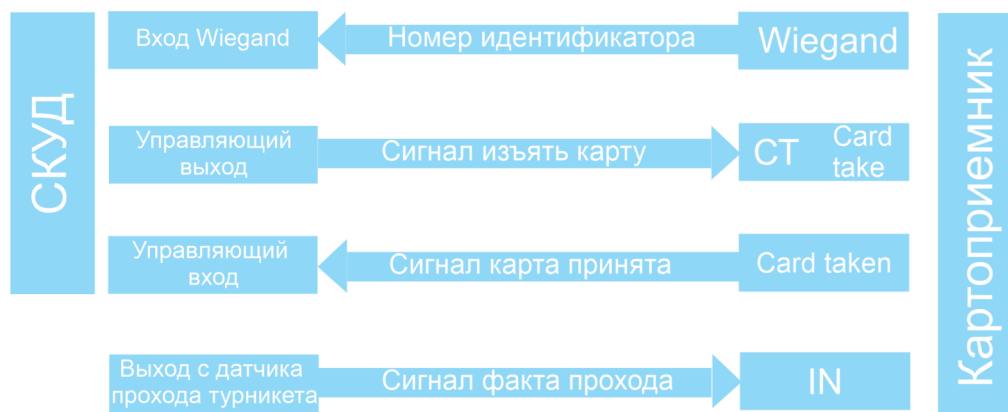 СКУД
Вход Wiegand
Номер идентификатора
Wiegand
Управляющий
выход
Сигнал изъять карту
CT
Card
take
Управляющий
вход
Сигнал карта принята
Card taken
Выход с датчика
прохода турникета
Сигнал факта прохода
IN
Картоприемник